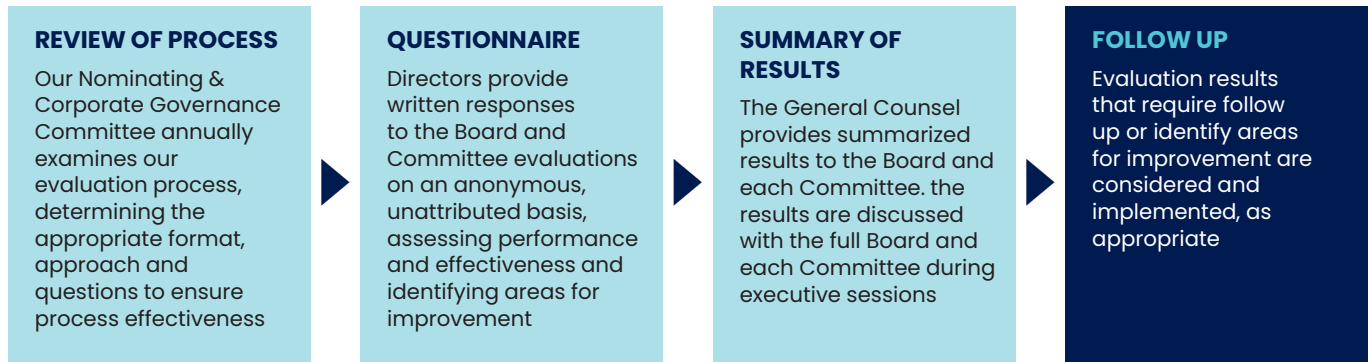 REVIEW OF PROCESS
Our Nominating &
Corporate Governance
Committee annually
examines our
evaluation process,
determining the
appropriate format,
approach and
questions to ensure
process effectiveness
QUESTIONNAIRE
Directors provide
written responses
to the Board and
Committee evaluations
on an anonymous,
unattributed basis,
assessing performance
and effectiveness and
identifying areas for
improvement
SUMMARY OF
RESULTS
The General Counsel
provides summarized
results to the Board and
each Committee. the
results are discussed
with the full Board and
each Committee during
executive sessions
FOLLOW UP
Evaluation results
that require follow
up or identify areas
for improvement are
considered and
implemented, as
appropriate